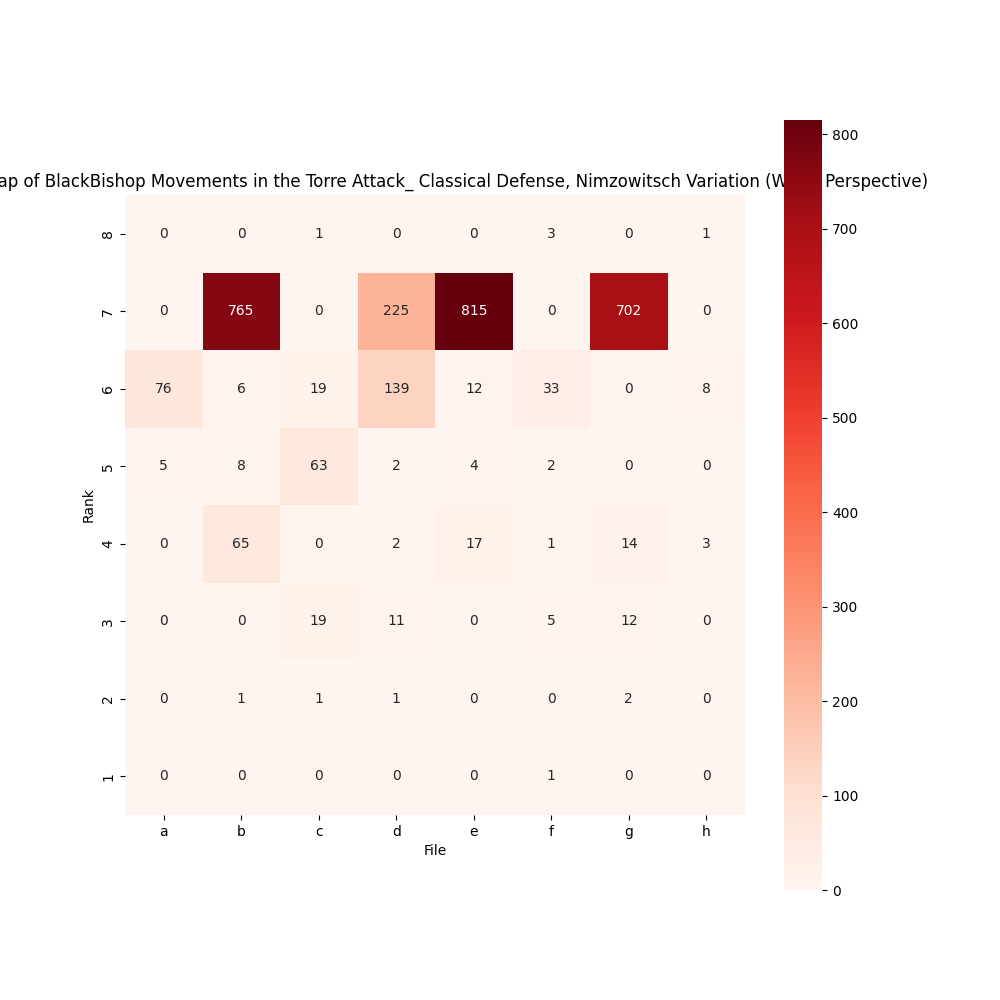 ap of BlackBishop Movements in the Torre Attack_ Classical Defense, Nimzowitsch Variation (W Perspective)
8 0 0 1 0 0 3 0 1
7 0 765 0 225 815 0 702 0
6 76 6 19 139 12 33 0 8
5 5 8 63 2 4 2 0 0
Rank
4 0 65 0 2 17 1 14 3
3 0 0 19 11 0 5 12 0
2 0 1 1 1 0 0 2 0
1 0 0 0 0 0 1 0 0
a b c d e f g h
File
800
700
600
500
400
300
200
100
0